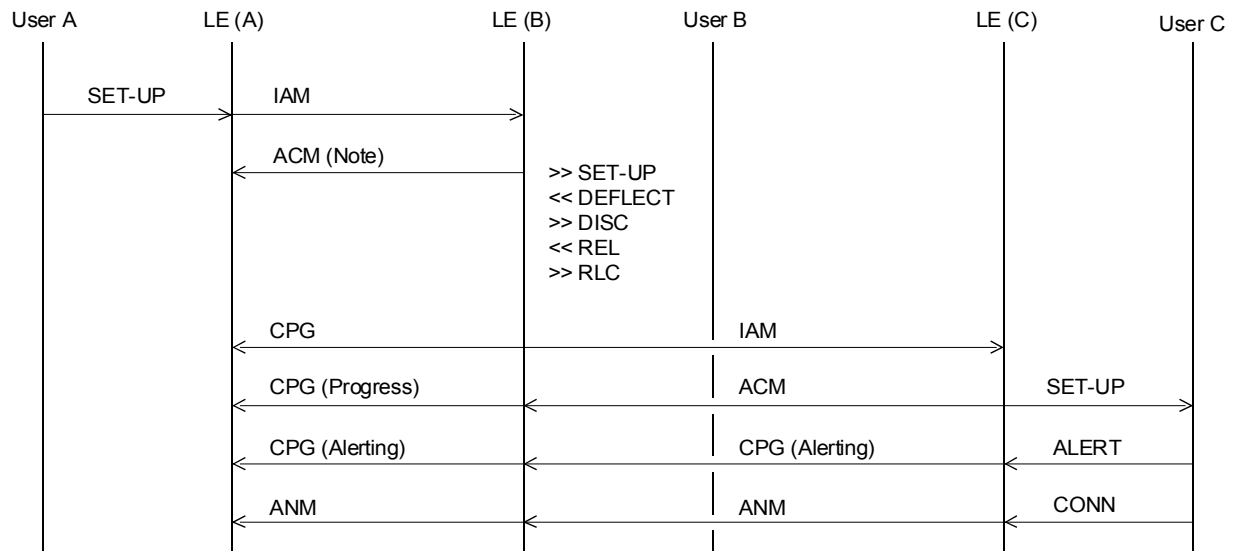 User A LE (A) LE (B) User B LE (C) User C
SET-UP IAM
ACM (Note)
>> SET-UP
<< DEFLECT
>> DISC
<< REL
>> RLC
CPG IAM
CPG (Progress) ACM SET-UP
CPG (Alerting) CPG (Alerting) ALERT
ANM ANM CONN